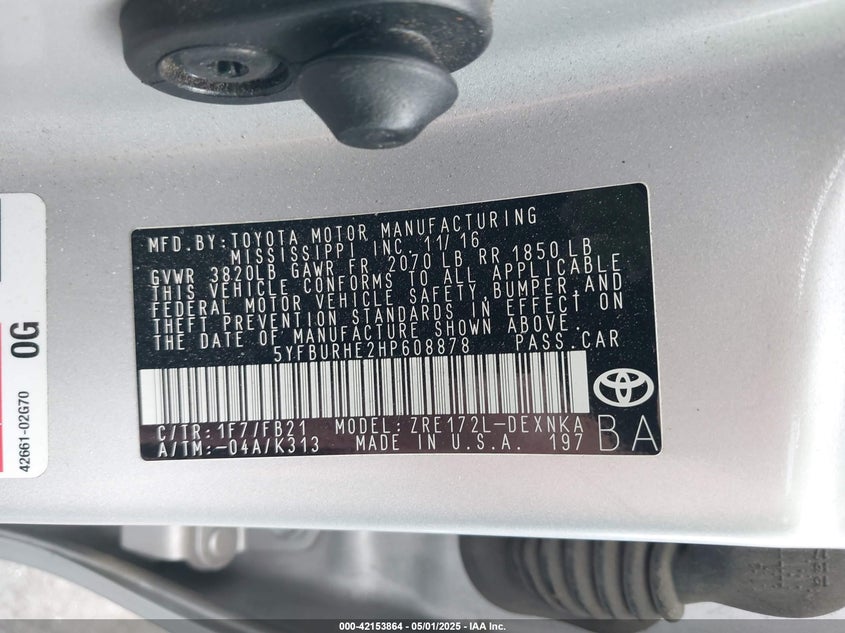 MFD.BY:TOYOTA MOTOR MANUFACTURING
MISSISSIPPI INC. 11/16
GVWR 3820LB GAWR FR. 2070 LB RR 1850 LB
THIS VEHICLE CONFORMS TO ALL APPLICABLE
FEDERAL MOTOR VEHICLE SAFETY,BUMPER,AND
THEFT PREVENTION STANDARDS IN EFFECT ON
THE DATE OF MANUFACTURE SHOWN ABOVE.
5YFBURHE2HP608878 PASS.CAR
C/TR:1F7/FB21 MODEL:ZRE172L-DEXNKA
A/TM:-04A/K313 MADE IN U.S.A. 197
BA
0G
42661-02G70
000-42153864 - 05/01/2025 - IAA Inc.